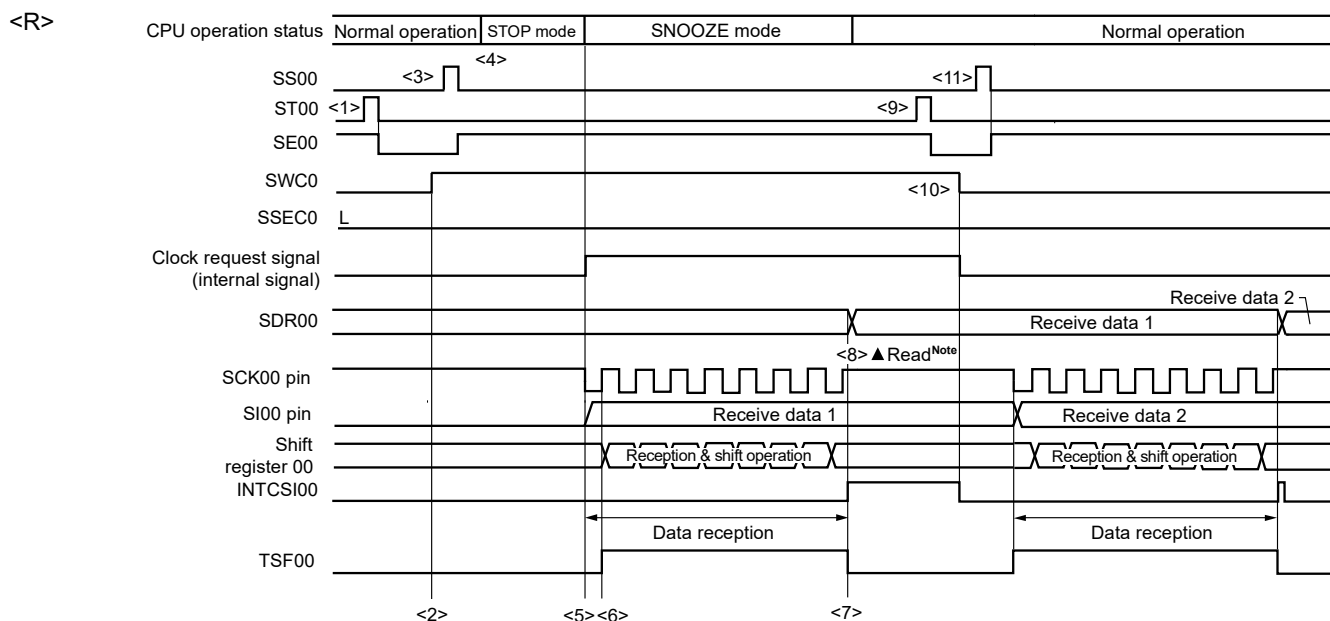 <R>
CPU operation status Normal operation STOP mode SNOOZE mode Normal operation
<4>
SS00 <3> <11>
ST00 <1> <9>
SE00
SWC0 <10>
SSEC0 L
Clock request signal
(internal signal)
Receive data 2
SDR00 Receive data 1
<8> ▲ Read Note
SCK00 pin
SI00 pin Receive data 1 Receive data 2
Shift
register 00 Reception & shift operation Reception & shift operation
INTCSI00
Data reception Data reception
TSF00
<2> <5> <6> <7>